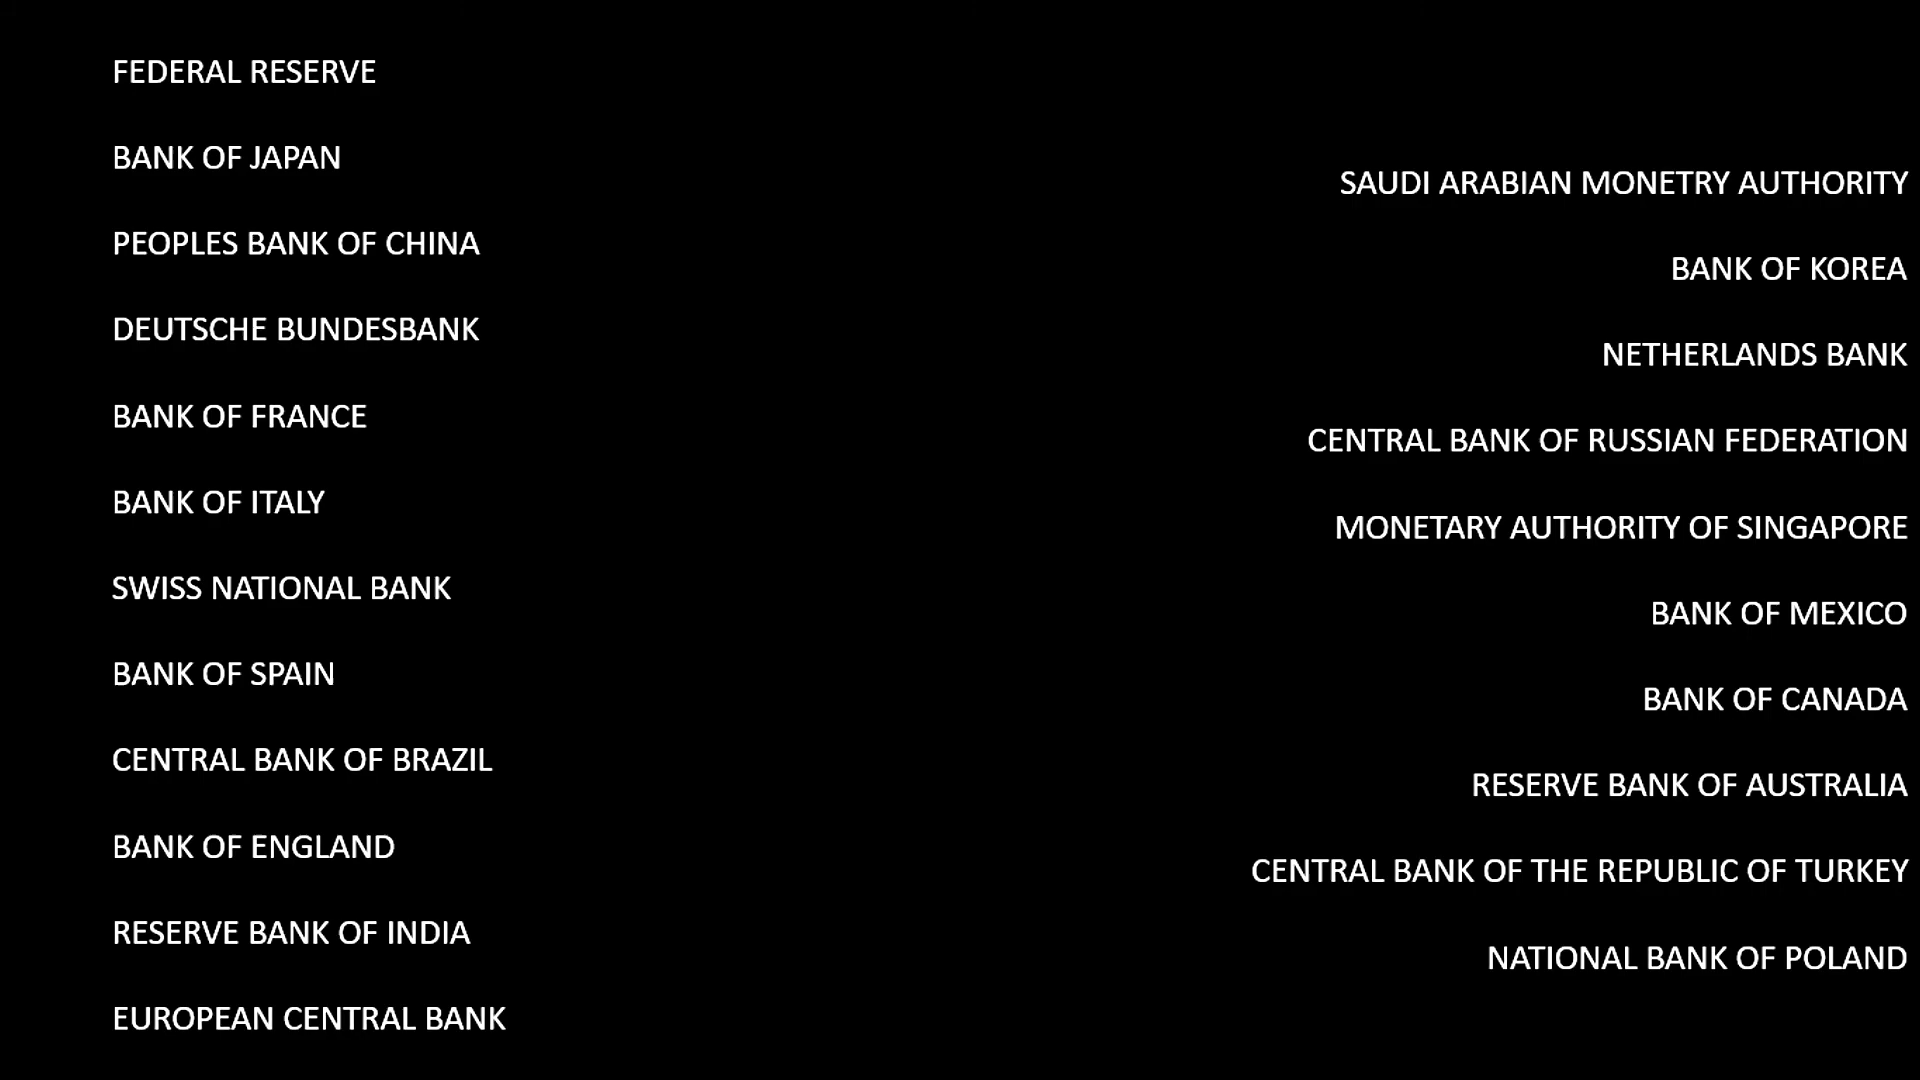 FEDERAL RESERVE
BANK OF JAPAN
PEOPLES BANK OF CHINA
DEUTSCHE BUNDESBANK
BANK OF FRANCE
BANK OF ITALY
SWISS NATIONAL BANK
BANK OF SPAIN
CENTRAL BANK OF BRAZIL
BANK OF ENGLAND
RESERVE BANK OF INDIA
EUROPEAN CENTRAL BANK
SAUDI ARABIAN MONETRY AUTHORITY
BANK OF KOREA
NETHERLANDS BANK
CENTRAL BANK OF RUSSIAN FEDERATION
MONETARY AUTHORITY OF SINGAPORE
BANK OF MEXICO
BANK OF CANADA
RESERVE BANK OF AUSTRALIA
CENTRAL BANK OF THE REPUBLIC OF TURKEY
NATIONAL BANK OF POLAND